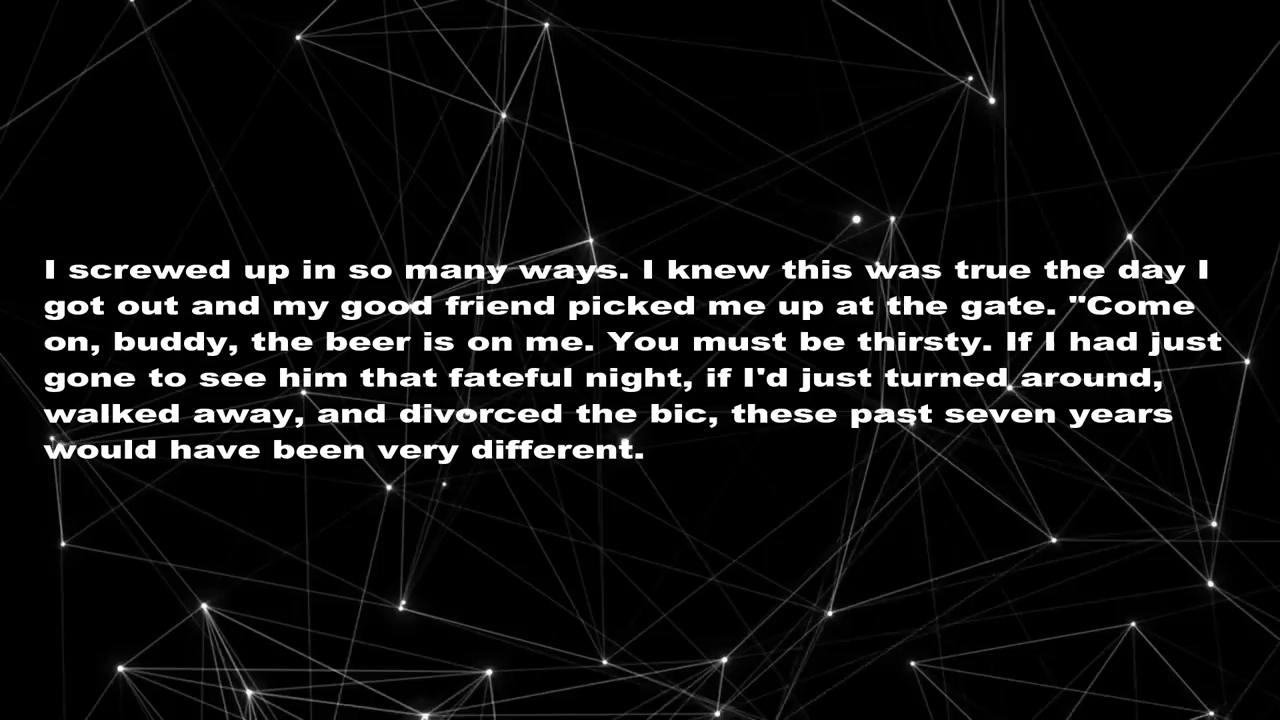 I screwed up in so many ways. I knew this was true the day I
got out and my good friend picked me up at the gate. "Come
on, buddy, the beer is on me. You must be thirsty. If I had just
gone to see him that fateful night, if I'd just turned around,
walked away, and divorced the bic, these past seven years
would have been very different.